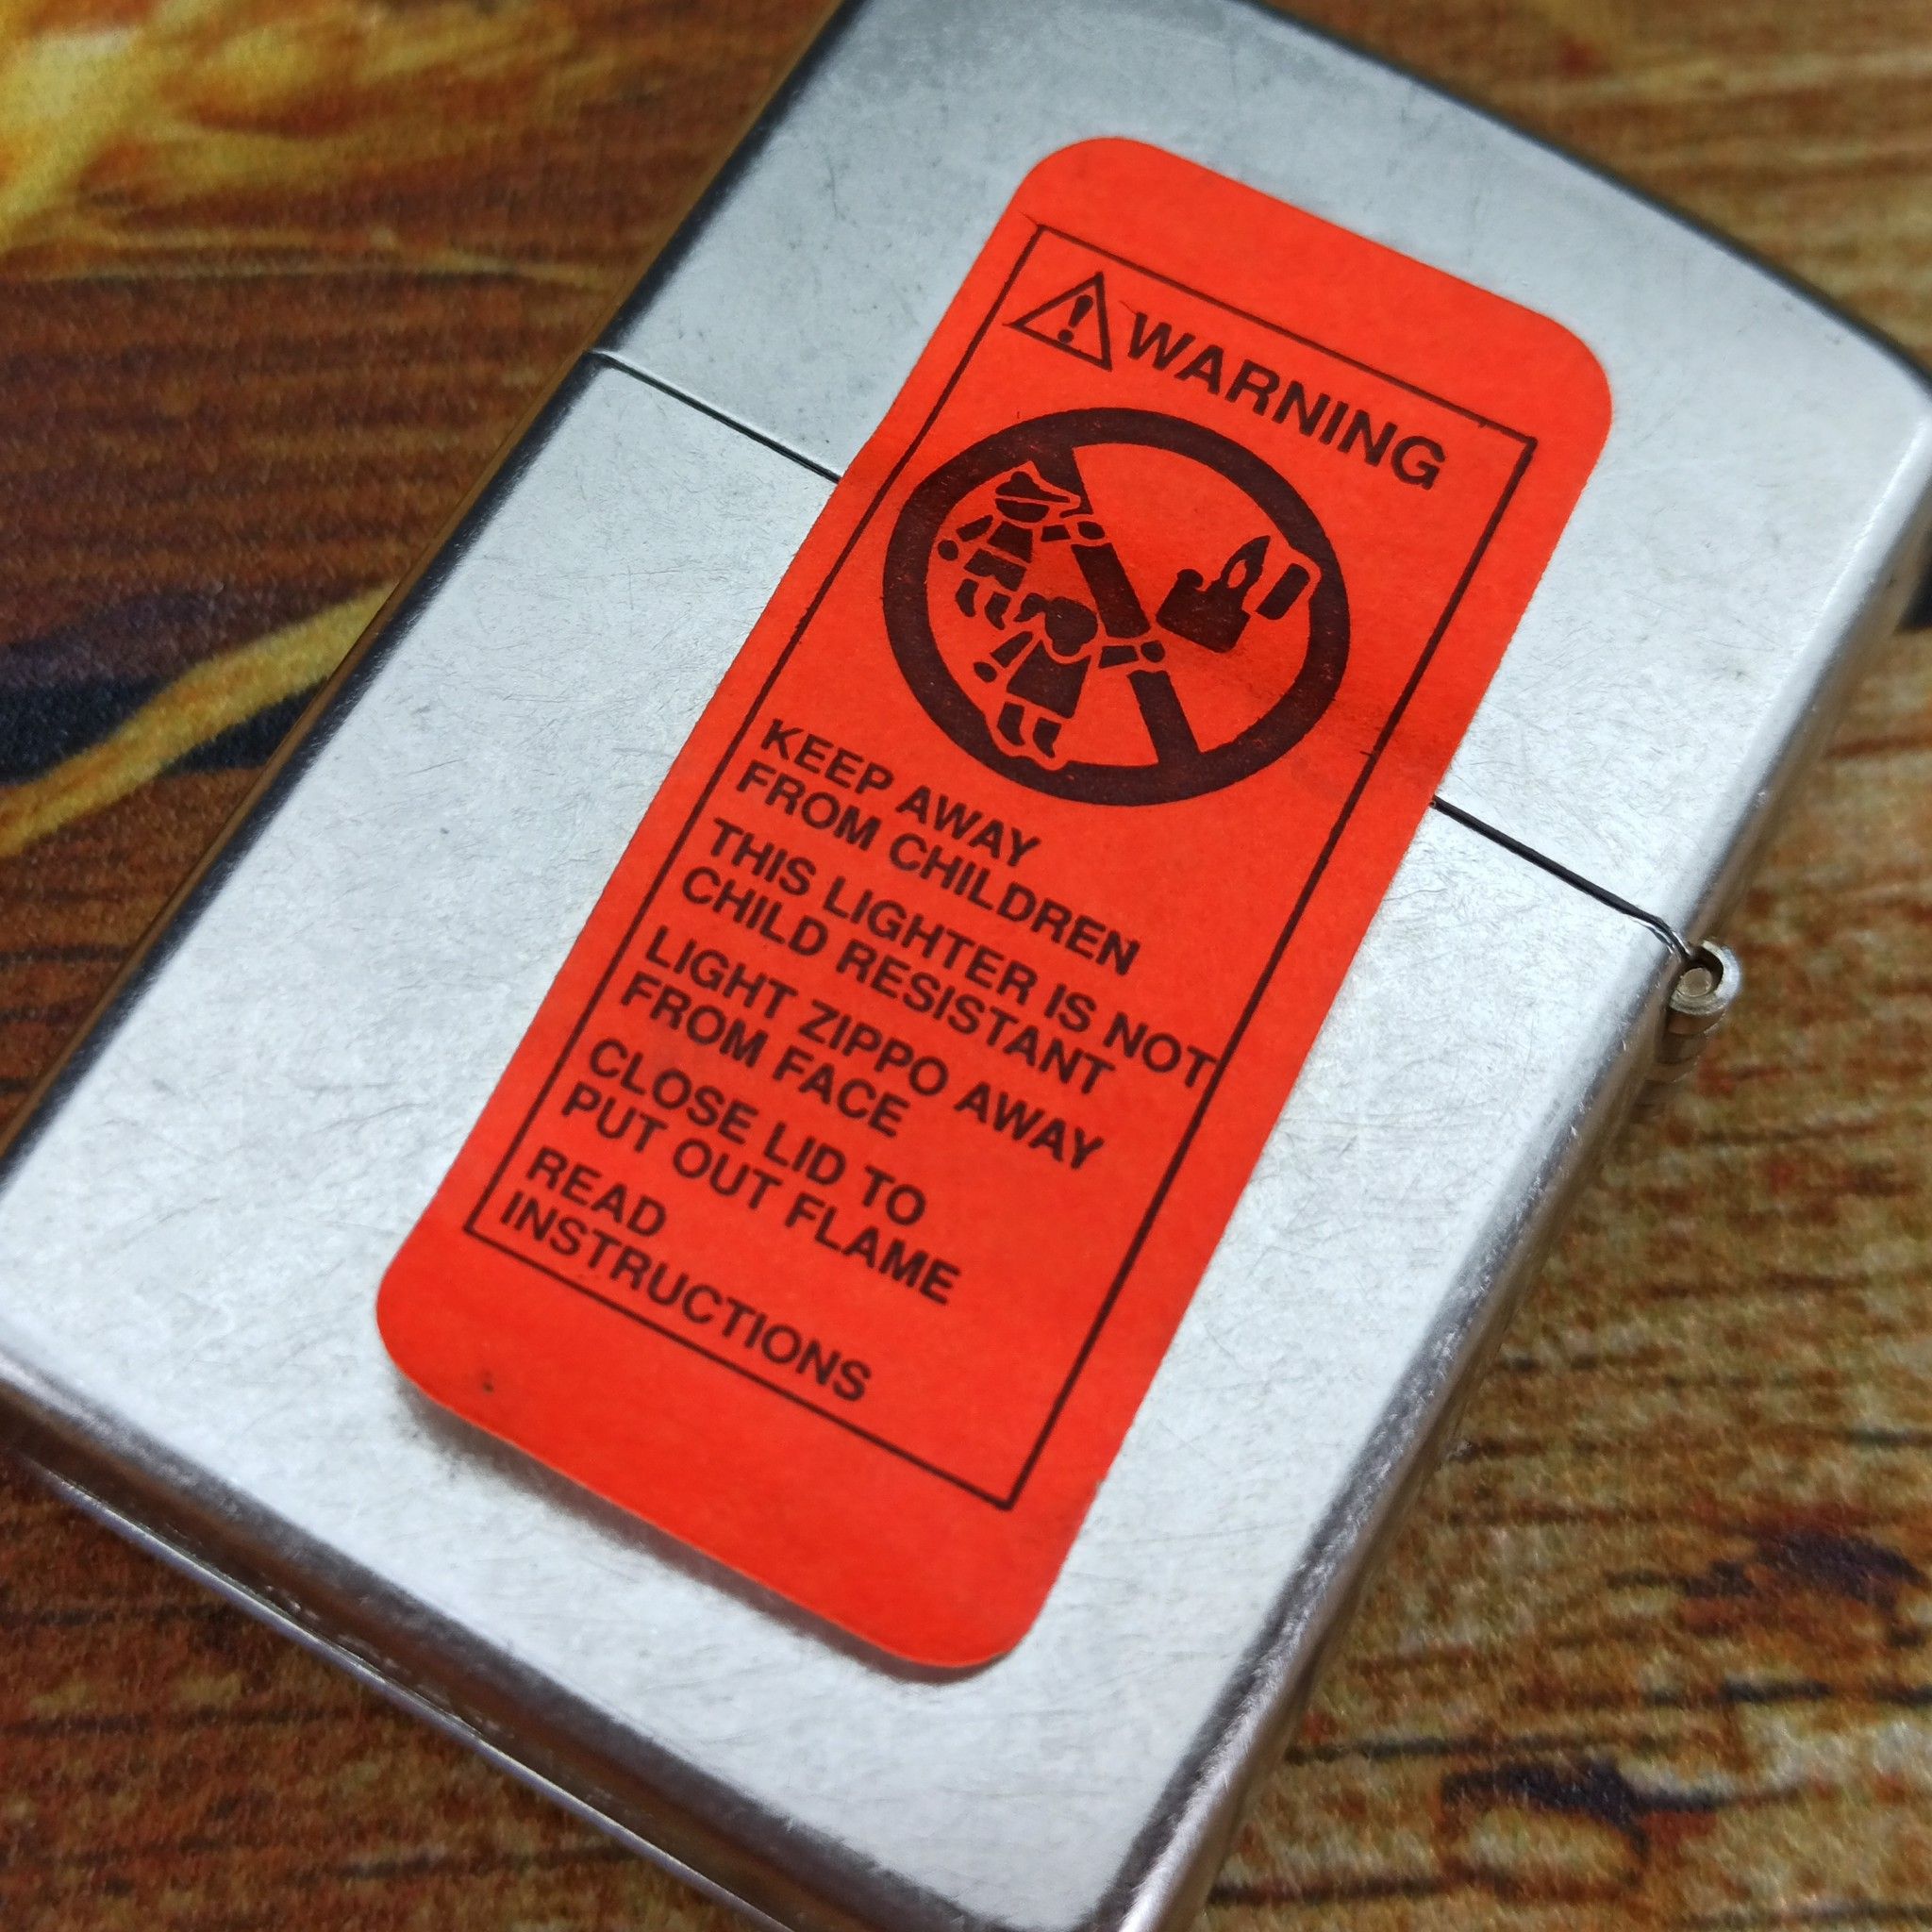 WARNING
KEEP AWAY
FROM CHILDREN
THIS LIGHTER IS NOT
CHILD RESISTANT
LIGHT ZIPPO AWAY
FROM FACE
CLOSE LID TO
PUT OUT FLAME
READ
INSTRUCTIONS